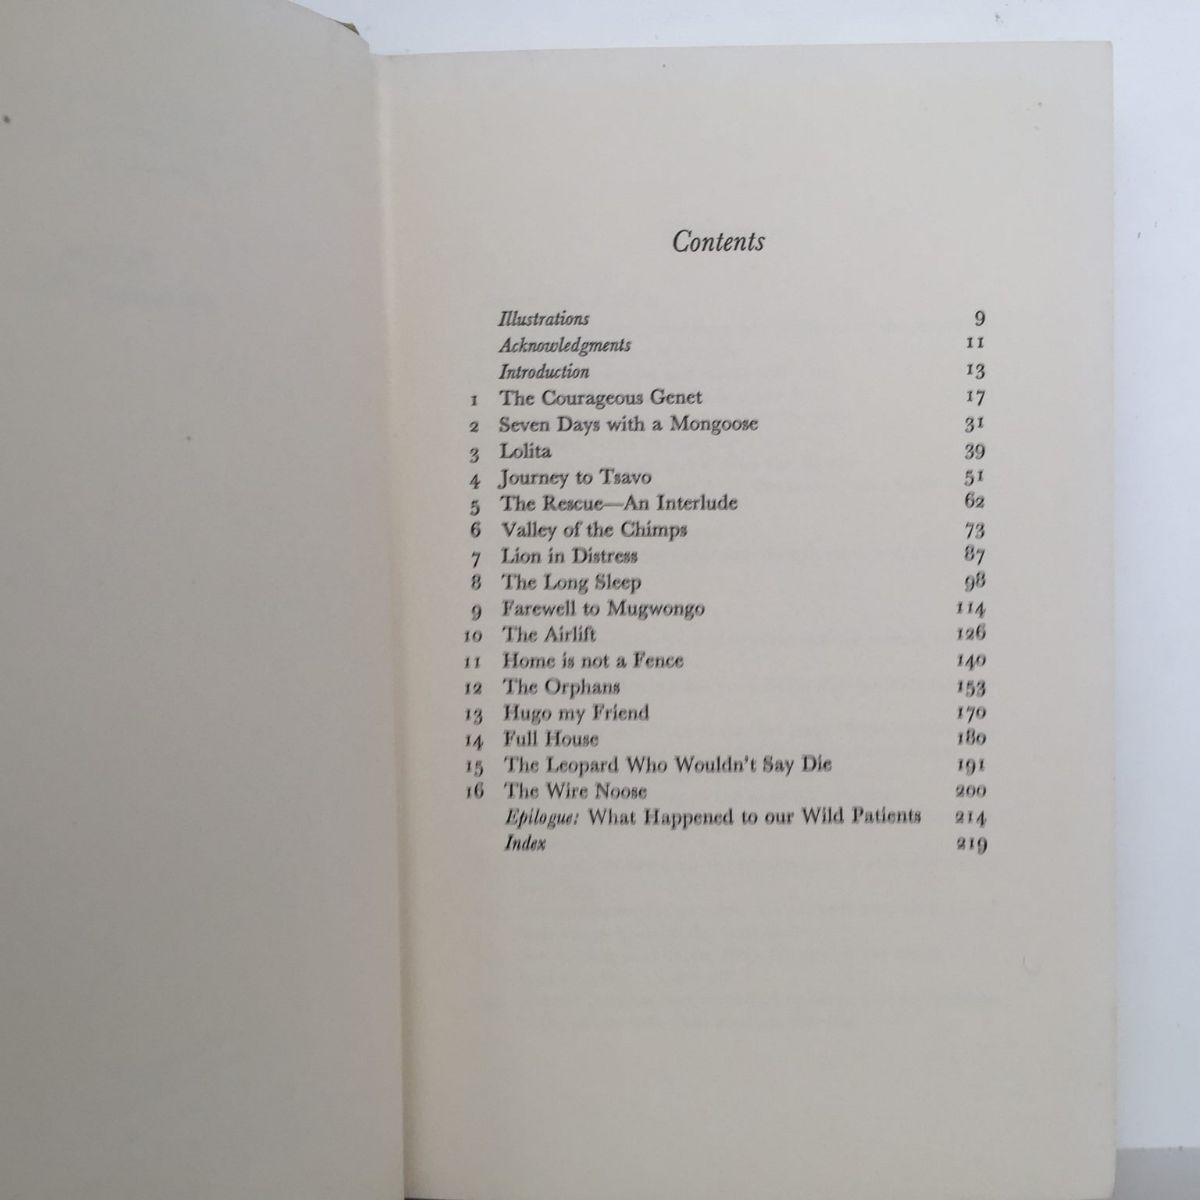 Contents
Illustrations 9
Acknowledgments 11
Introduction 13
1 The Courageous Genet 17
2 Seven Days with a Mongoose 31
3 Lolita 39
4 Journey to Tsavo 51
5 The Rescue—An Interlude 62
6 Valley of the Chimps 73
7 Lion in Distress 87
8 The Long Sleep 98
9 Farewell to Mugwongo 114
10 The Airlift 126
11 Home is not a Fence 140
12 The Orphans 153
13 Hugo my Friend 170
14 Full House 180
15 The Leopard Who Wouldn't Say Die 191
16 The Wire Noose 200
Epilogue: What Happened to our Wild Patients 214
Index 219